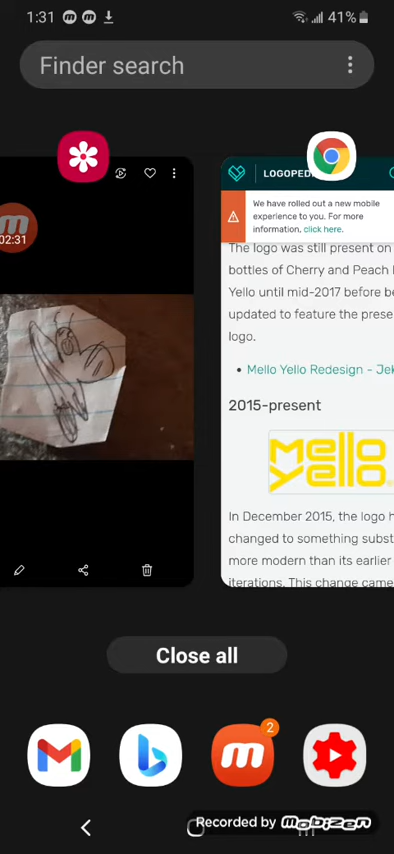 1:31
41%
Finder search
LOGOPED
We have rolled out a new mobile
experience to you. For more
information, click here.
02:31
The logo was still present on
bottles of Cherry and Peach
Yello until mid-2017 before be
updated to feature the prese
logo.
Mello Yello Redesign - Jek
2015-present
mello
yello
In December 2015, the logo h
changed to something subst
more modern than its earlier
iterations. This change came
Close all
2
Recorded by mobizen